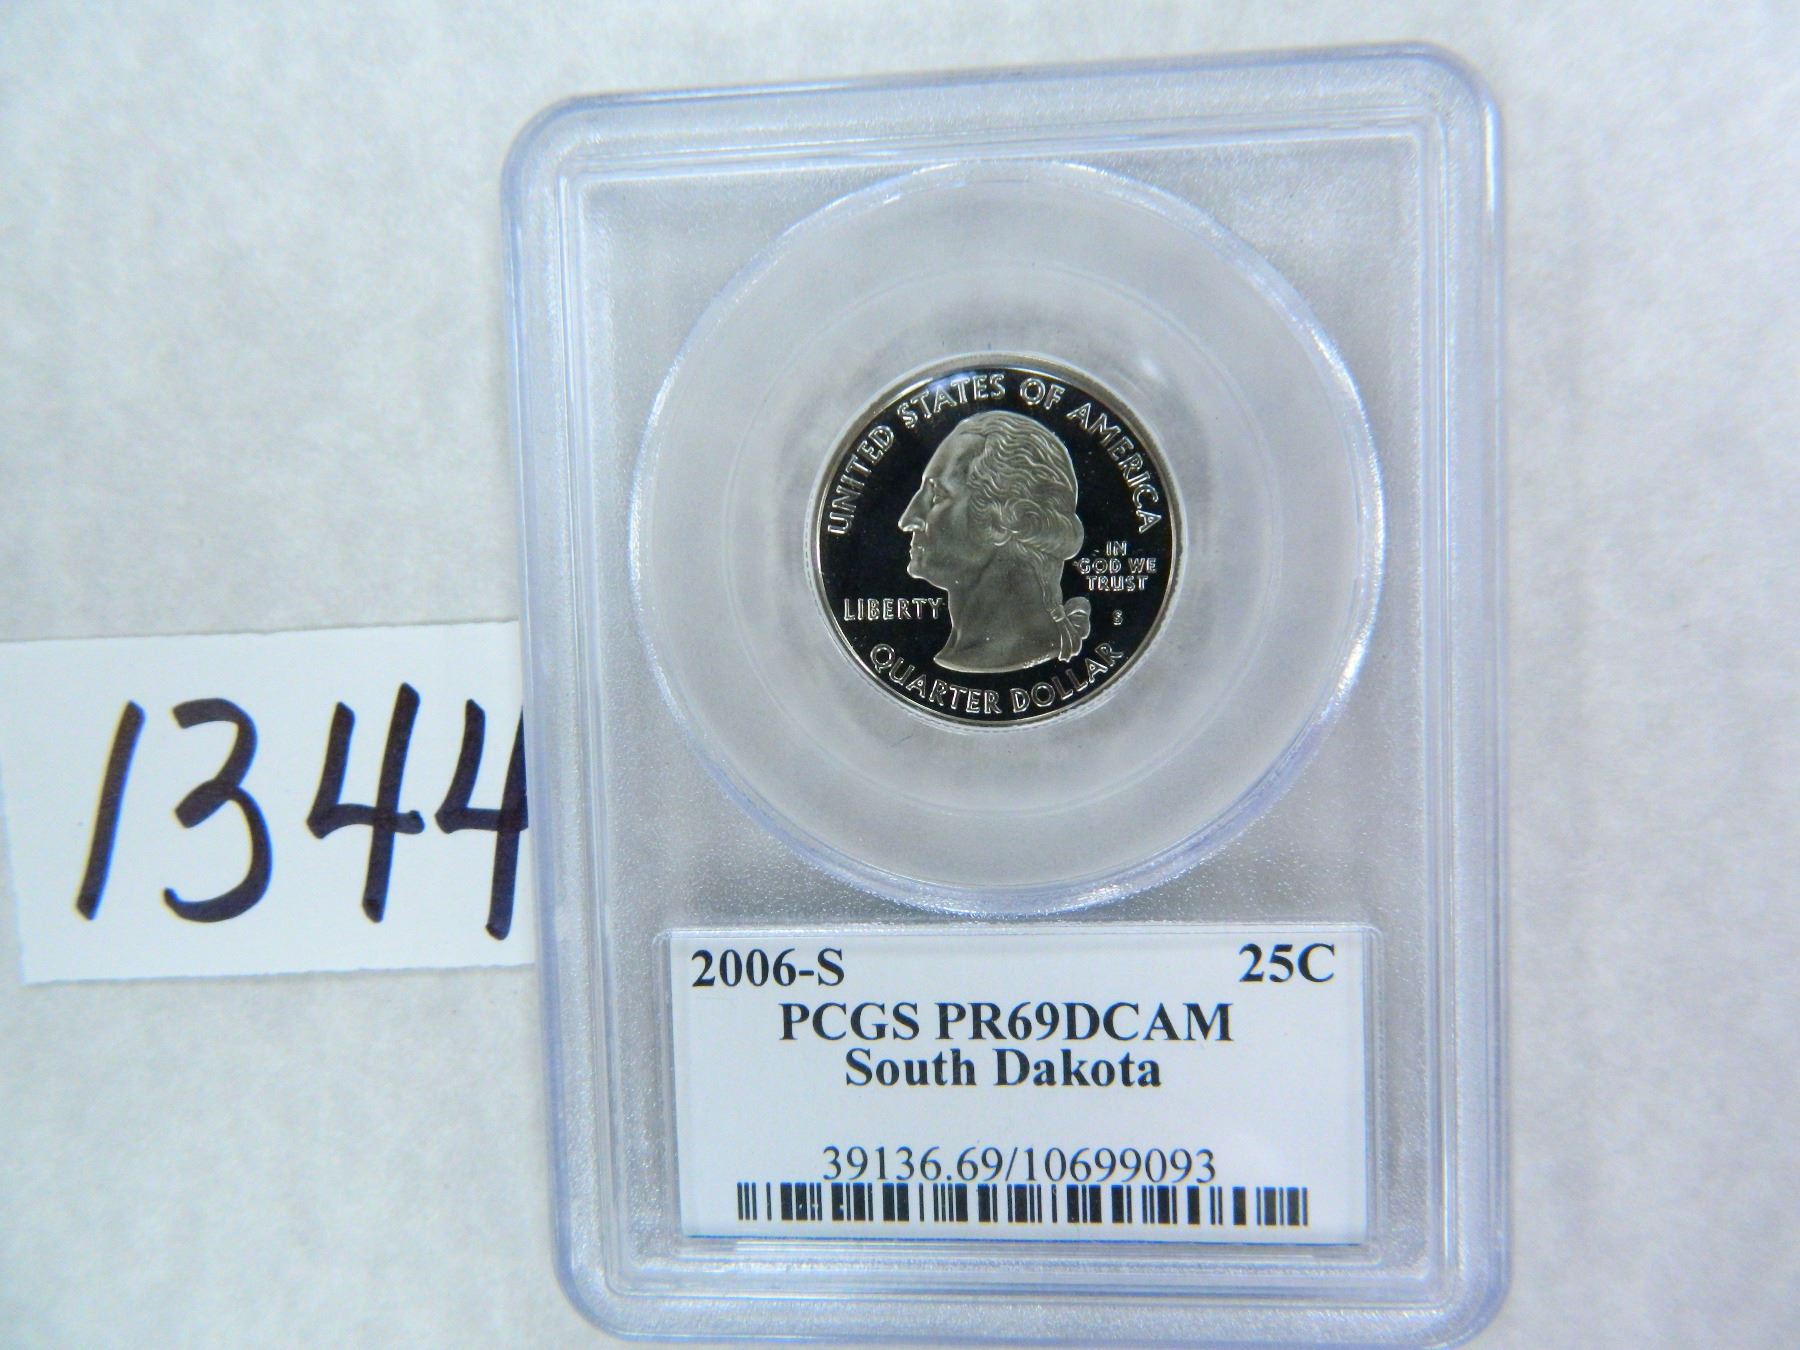 1344
UNITED STATES OF AMERICA
IN
GOD WE
TRUST
LIBERTY
S
QUARTER DOLLAR
2006-S 25C
PCGS PR69DCAM
South Dakota
39136.69/10699093